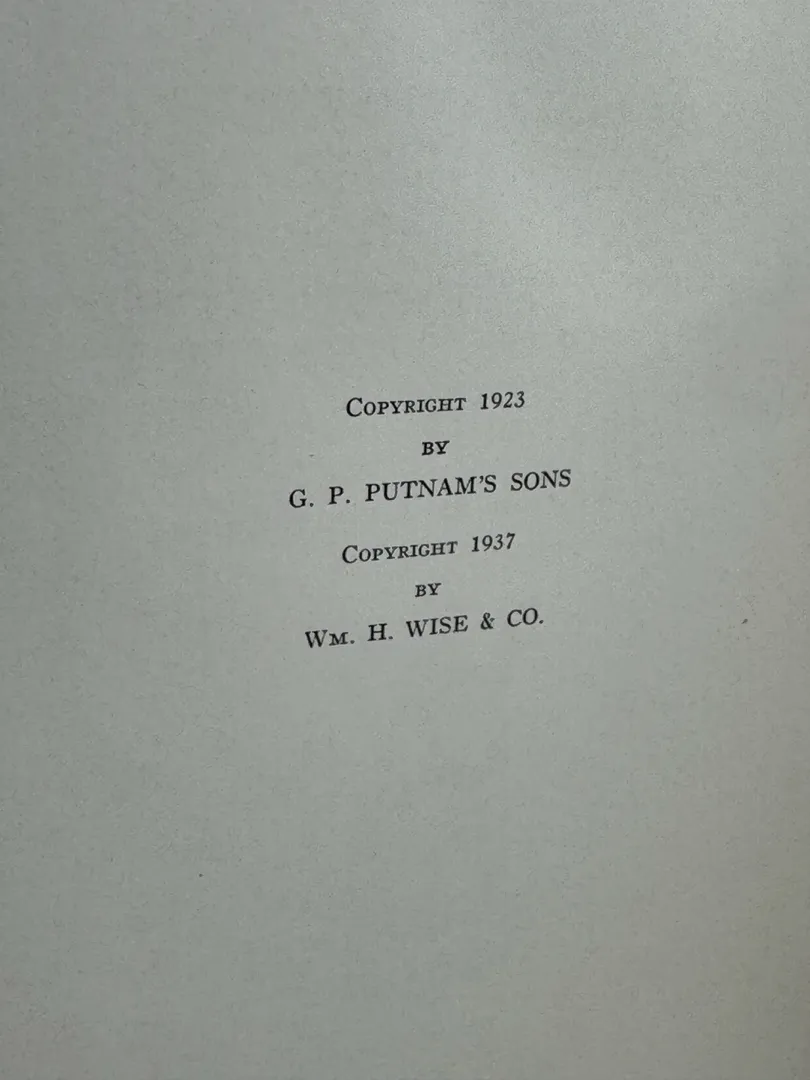 Copyright 1923
BY
G. P. PUTNAM'S SONS
Copyright 1937
BY
Wm. H. WISE & CO.